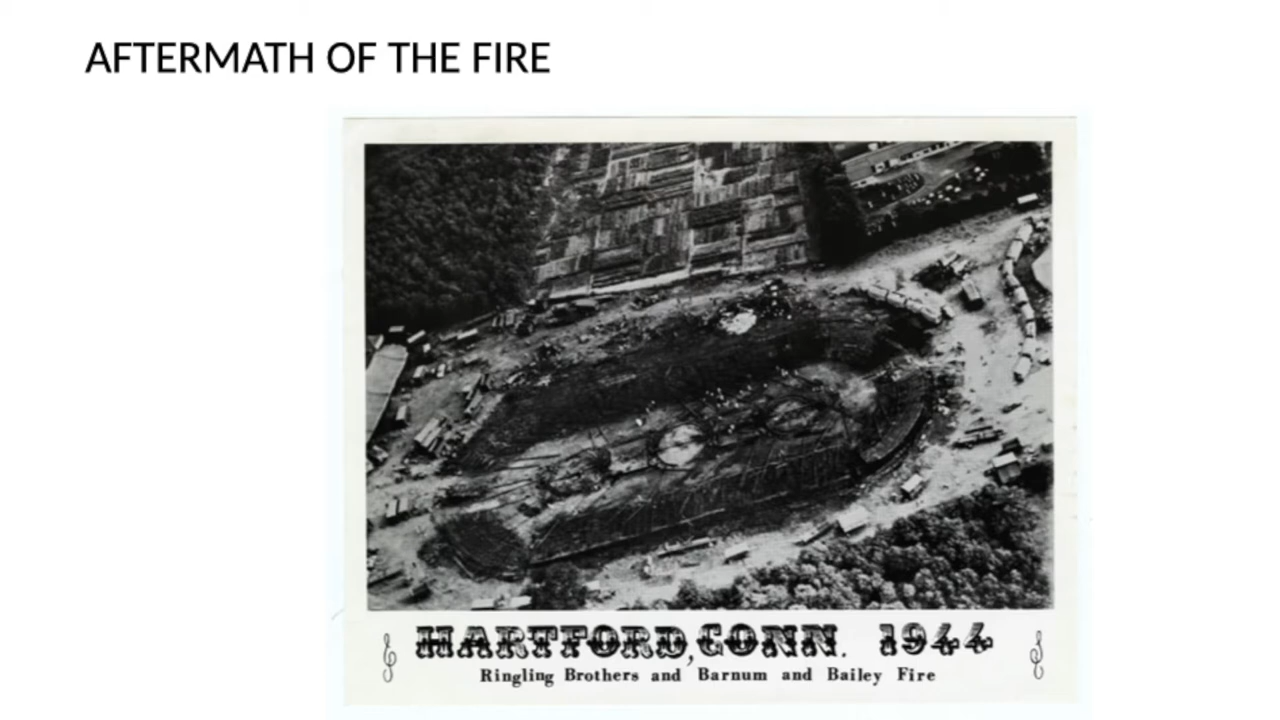 AFTERMATH OF THE FIRE
HARTFORD, CONN. 1944
Ringling Brothers and Barnum and Bailey Fire